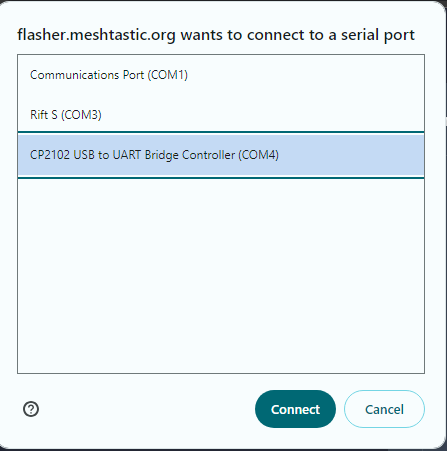 flasher.meshtastic.org wants to connect to a serial port
Communications Port (COM1)
Rift S (COM3)
CP2102 USB to UART Bridge Controller (COM4)
Connect
Cancel